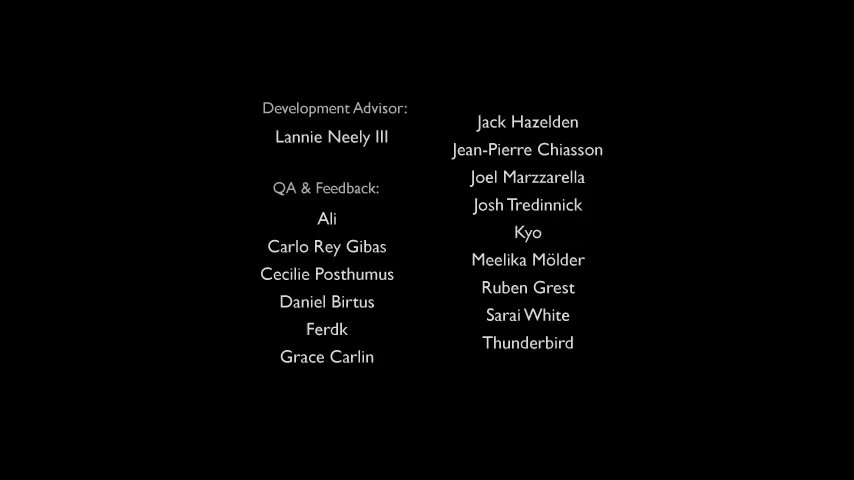 Development Advisor:
Lannie Neely III
QA & Feedback:
Ali
Carlo Rey Gibas
Cecilie Posthumus
Daniel Birtus
Ferdk
Grace Carlin
Jack Hazelden
Jean-Pierre Chiasson
Joel Marzzarella
Josh Tredinnick
Kyo
Meelika Mölder
Ruben Grest
Sarai White
Thunderbird